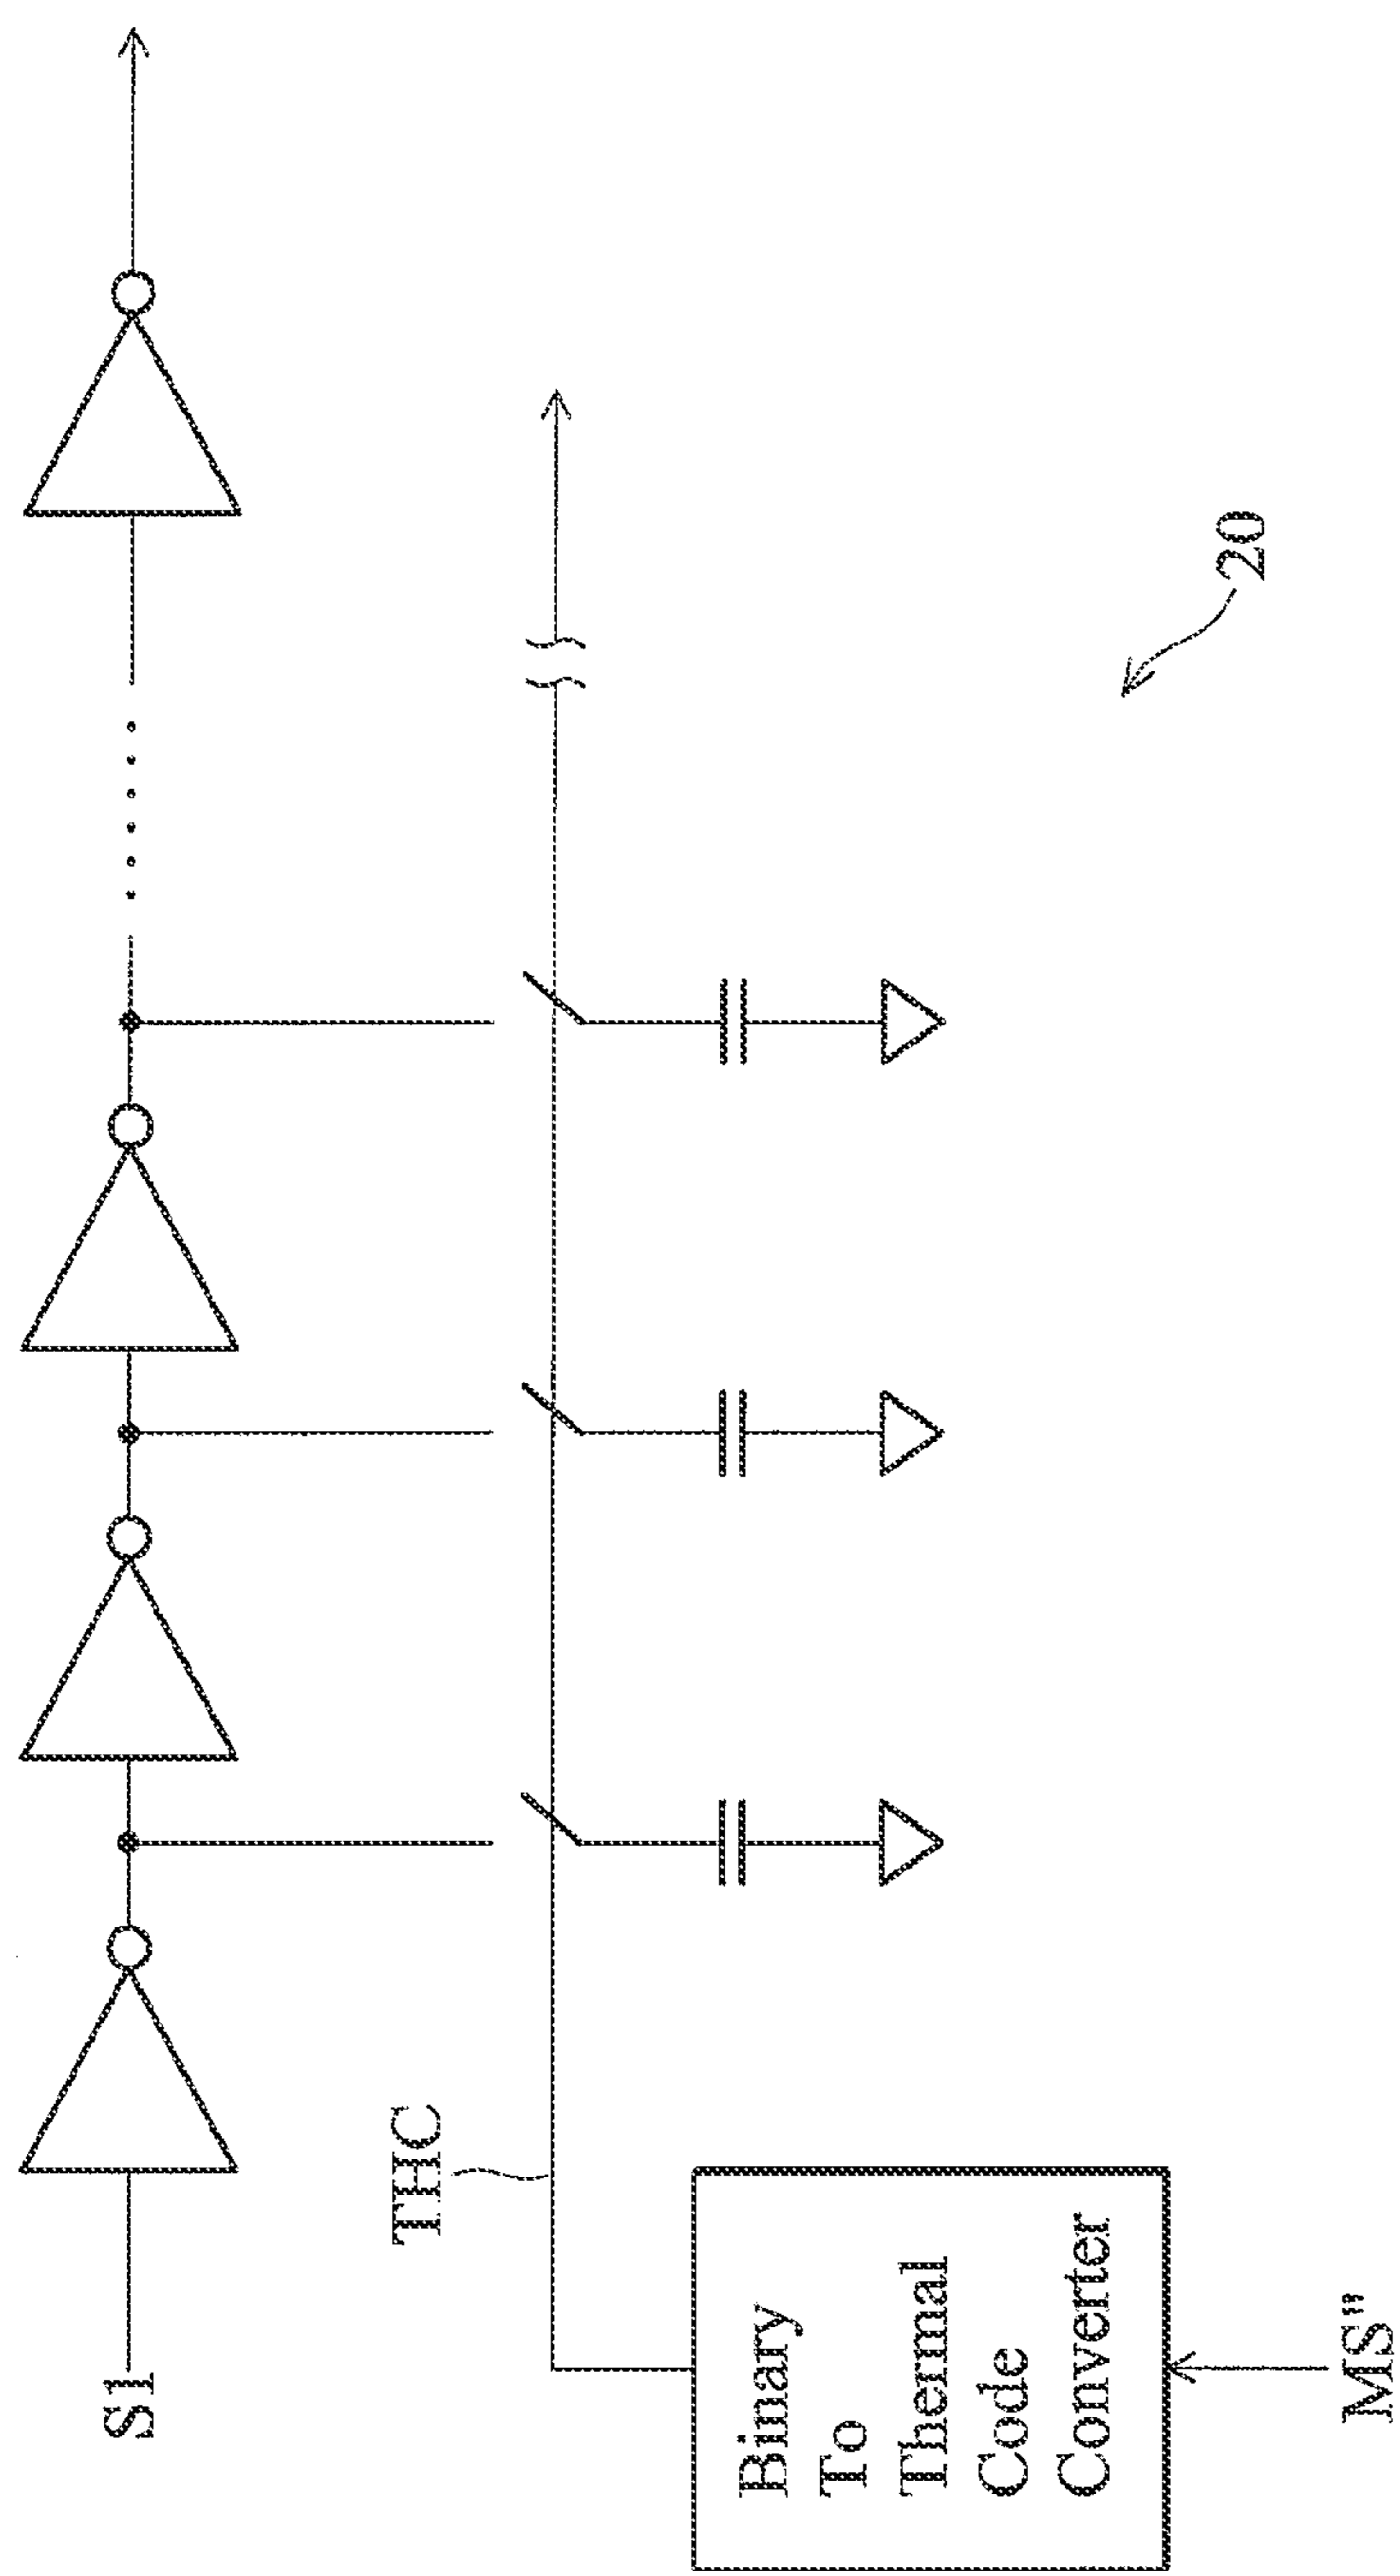 S1
THC
Binary
To
Thermal
Code
Converter
MS"
20